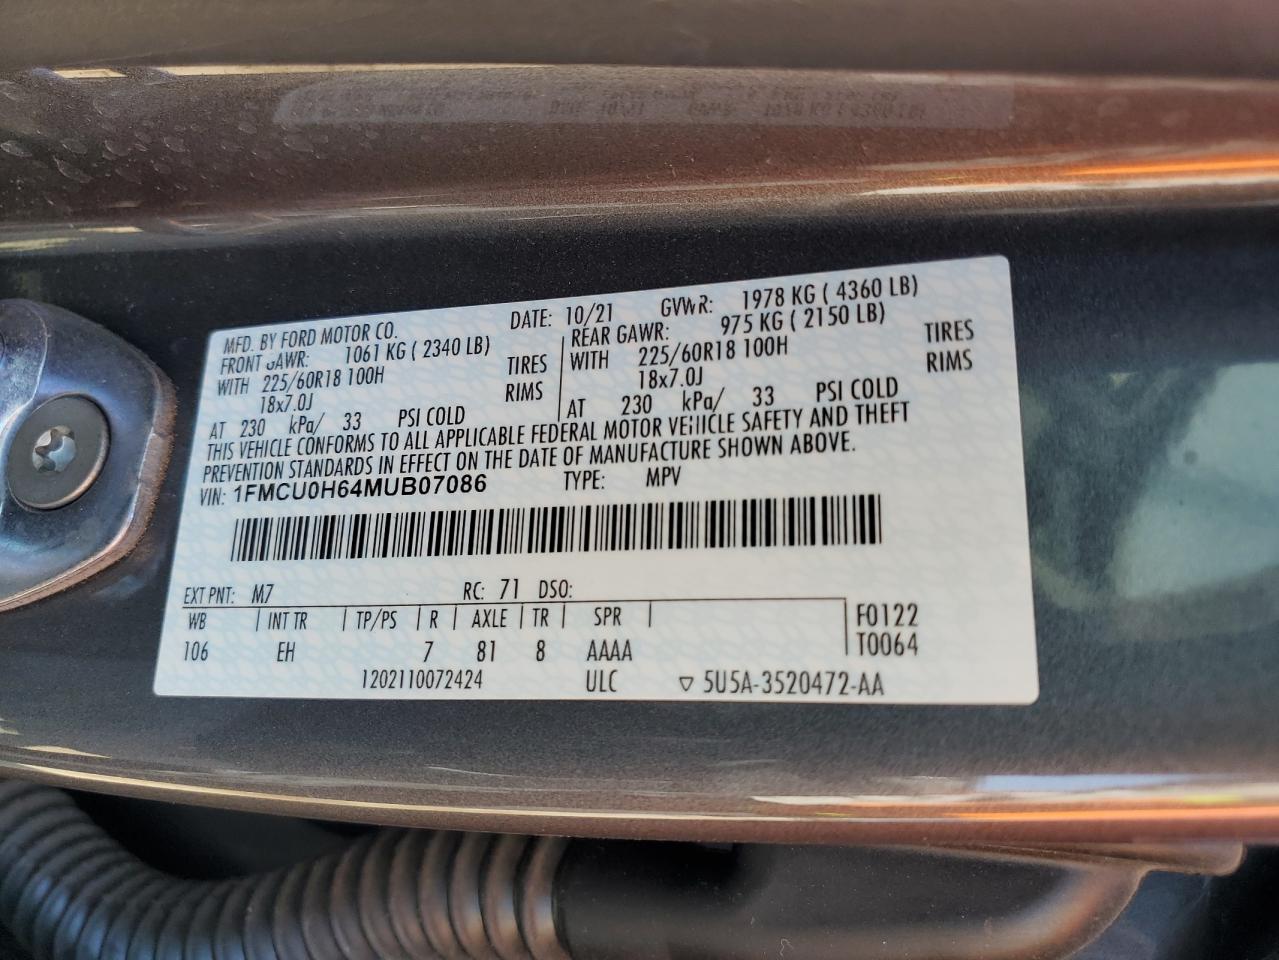 MFD. BY FORD MOTOR CO. DATE: 10/21 GVWR: 1978 KG ( 4360 LB)
FRONT GAWR: 1061 KG ( 2340 LB) REAR GAWR: 975 KG ( 2150 LB)
WITH 225/60R18 100H TIRES WITH 225/60R18 100H TIRES
18x7.0J RIMS 18x7.0J RIMS
AT 230 kPa/ 33 PSI COLD AT 230 kPa/ 33 PSI COLD
THIS VEHICLE CONFORMS TO ALL APPLICABLE FEDERAL MOTOR VEHICLE SAFETY AND THEFT
PREVENTION STANDARDS IN EFFECT ON THE DATE OF MANUFACTURE SHOWN ABOVE.
VIN: 1FMCU0H64MUB07086 TYPE: MPV
EXT PNT: M7 RC: 71 DSO:
WB INT TR TP/PS R AXLE TR SPR F0122
106 EH 7 81 8 AAAA T0064
1202110072424 ULC ▽ 5U5A-3520472-AA